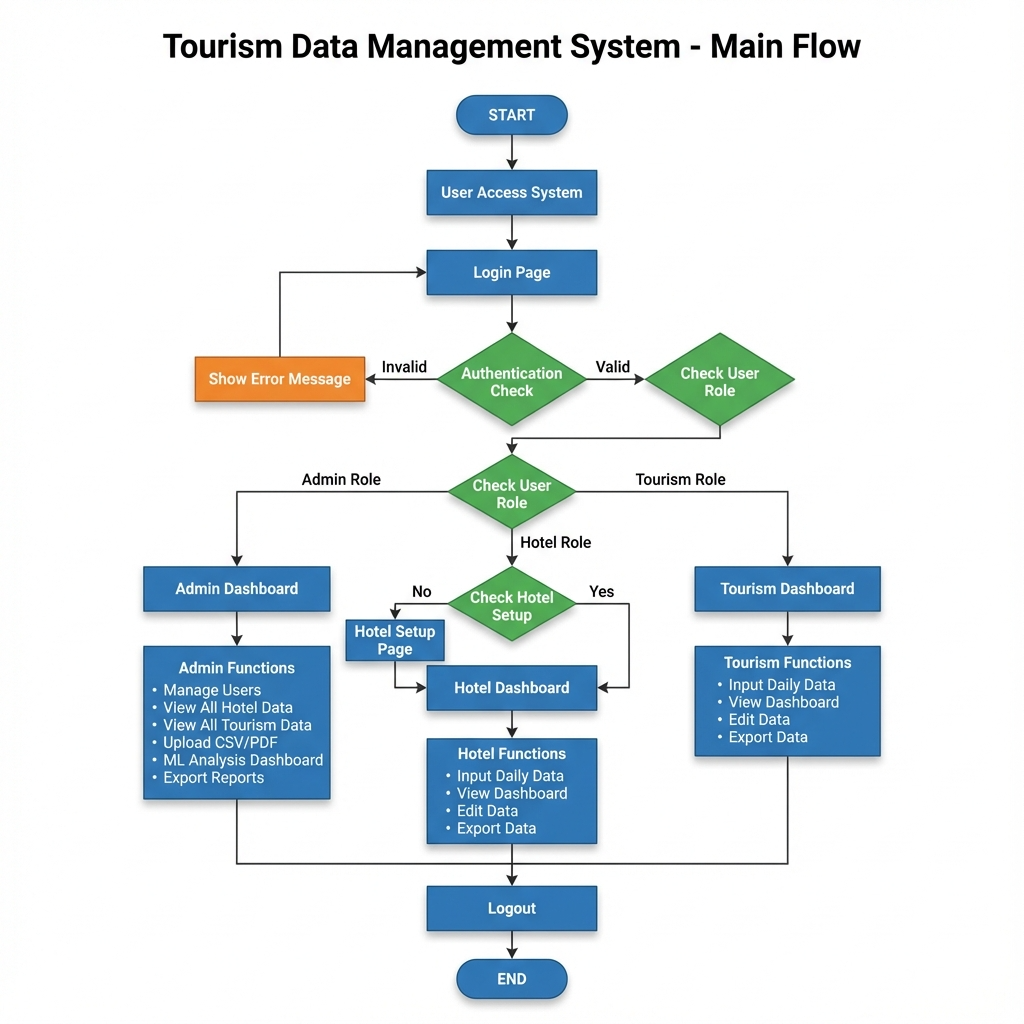 Tourism Data Management System - Main Flow
START
User Access System
Login Page
Show Error Message
Invalid
Authentication
Check
Valid
Check User
Role
Admin Role
Check User
Role
Tourism Role
Hotel Role
Admin Dashboard
No
Check Hotel
Setup
Yes
Tourism Dashboard
Hotel Setup
Page
Admin Functions
• Manage Users
• View All Hotel Data
• View All Tourism Data
• Upload CSV/PDF
• ML Analysis Dashboard
• Export Reports
Hotel Dashboard
Tourism Functions
• Input Daily Data
• View Dashboard
• Edit Data
• Export Data
Hotel Functions
• Input Daily Data
• View Dashboard
• Edit Data
• Export Data
Logout
END